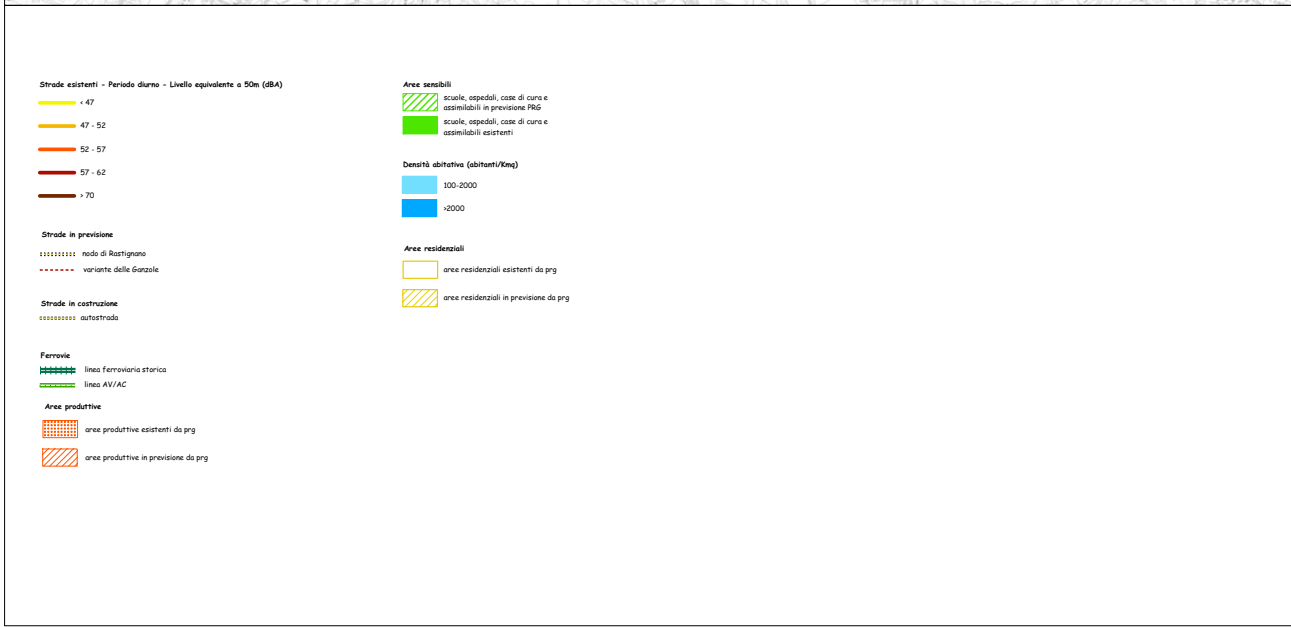 Strade esistenti - Periodo diurno - Livello equivalente a 50m (dBA)
< 47
47 - 52
52 - 57
57 - 62
> 70
Strade in previsione
nodo di Rastignano
variante delle Ganzole
Strade in costruzione
autostrada
Ferrovie
linea ferroviaria storica
linea AV/AC
Aree produttive
aree produttive esistenti da prg
aree produttive in previsione da prg
Aree sensibili
scuole, ospedali, case di cura e
assimilabili in previsione PRG
scuole, ospedali, case di cura e
assimilabili esistenti
Densità abitativa (abitanti/Kmq)
100-2000
>2000
Aree residenziali
aree residenziali esistenti da prg
aree residenziali in previsione da prg